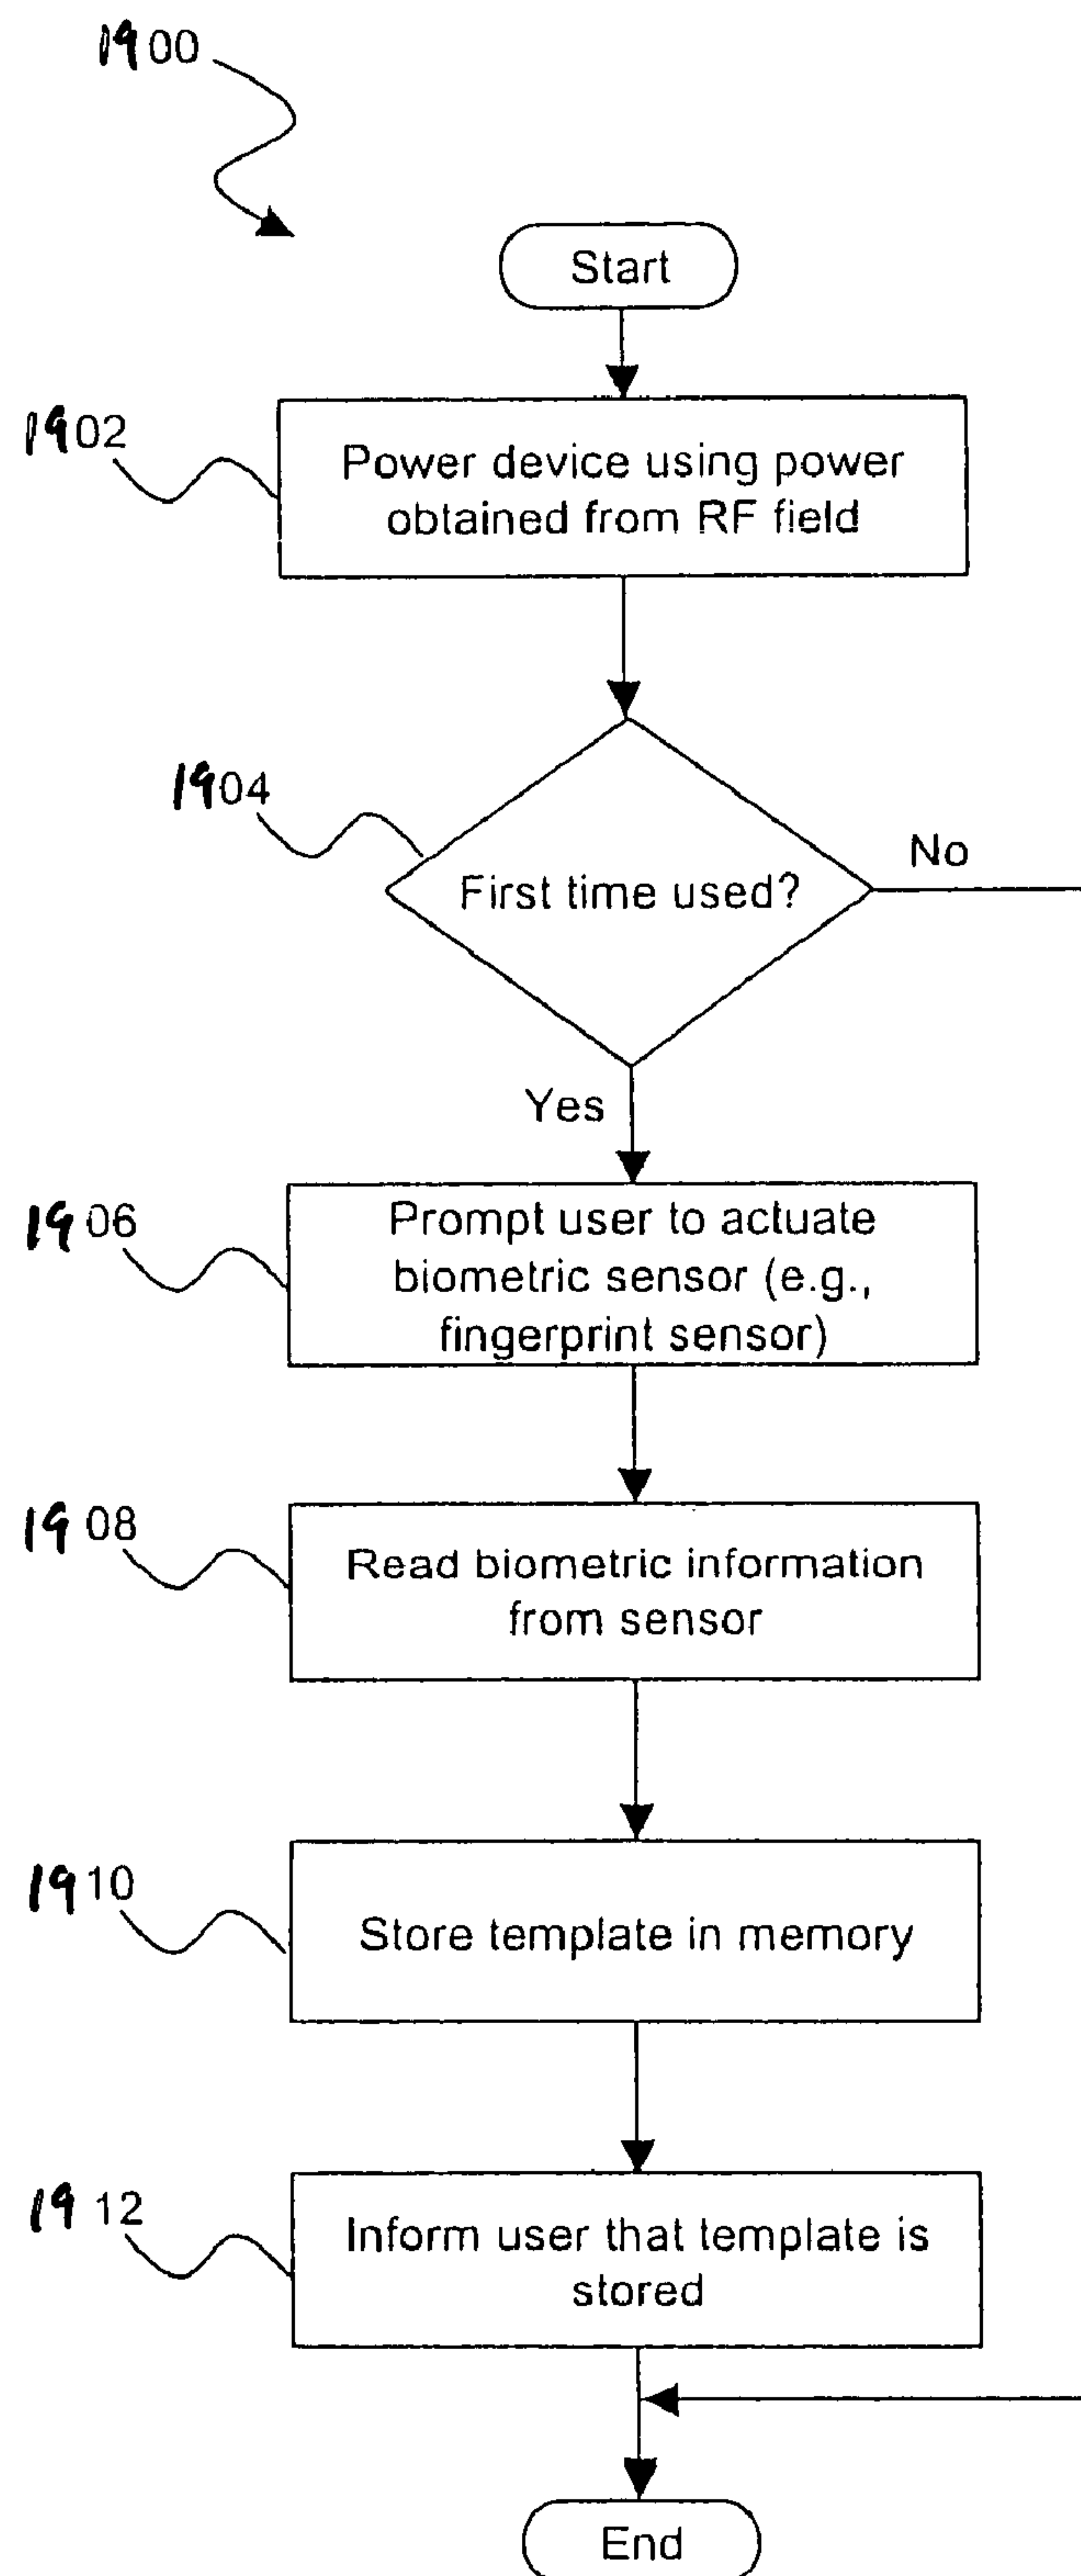 1900
Start
1902
Power device using power
obtained from RF field
1904
First time used?
No
Yes
1906
Prompt user to actuate
biometric sensor (e.g.,
fingerprint sensor)
1908
Read biometric information
from sensor
1910
Store template in memory
1912
Inform user that template is
stored
End